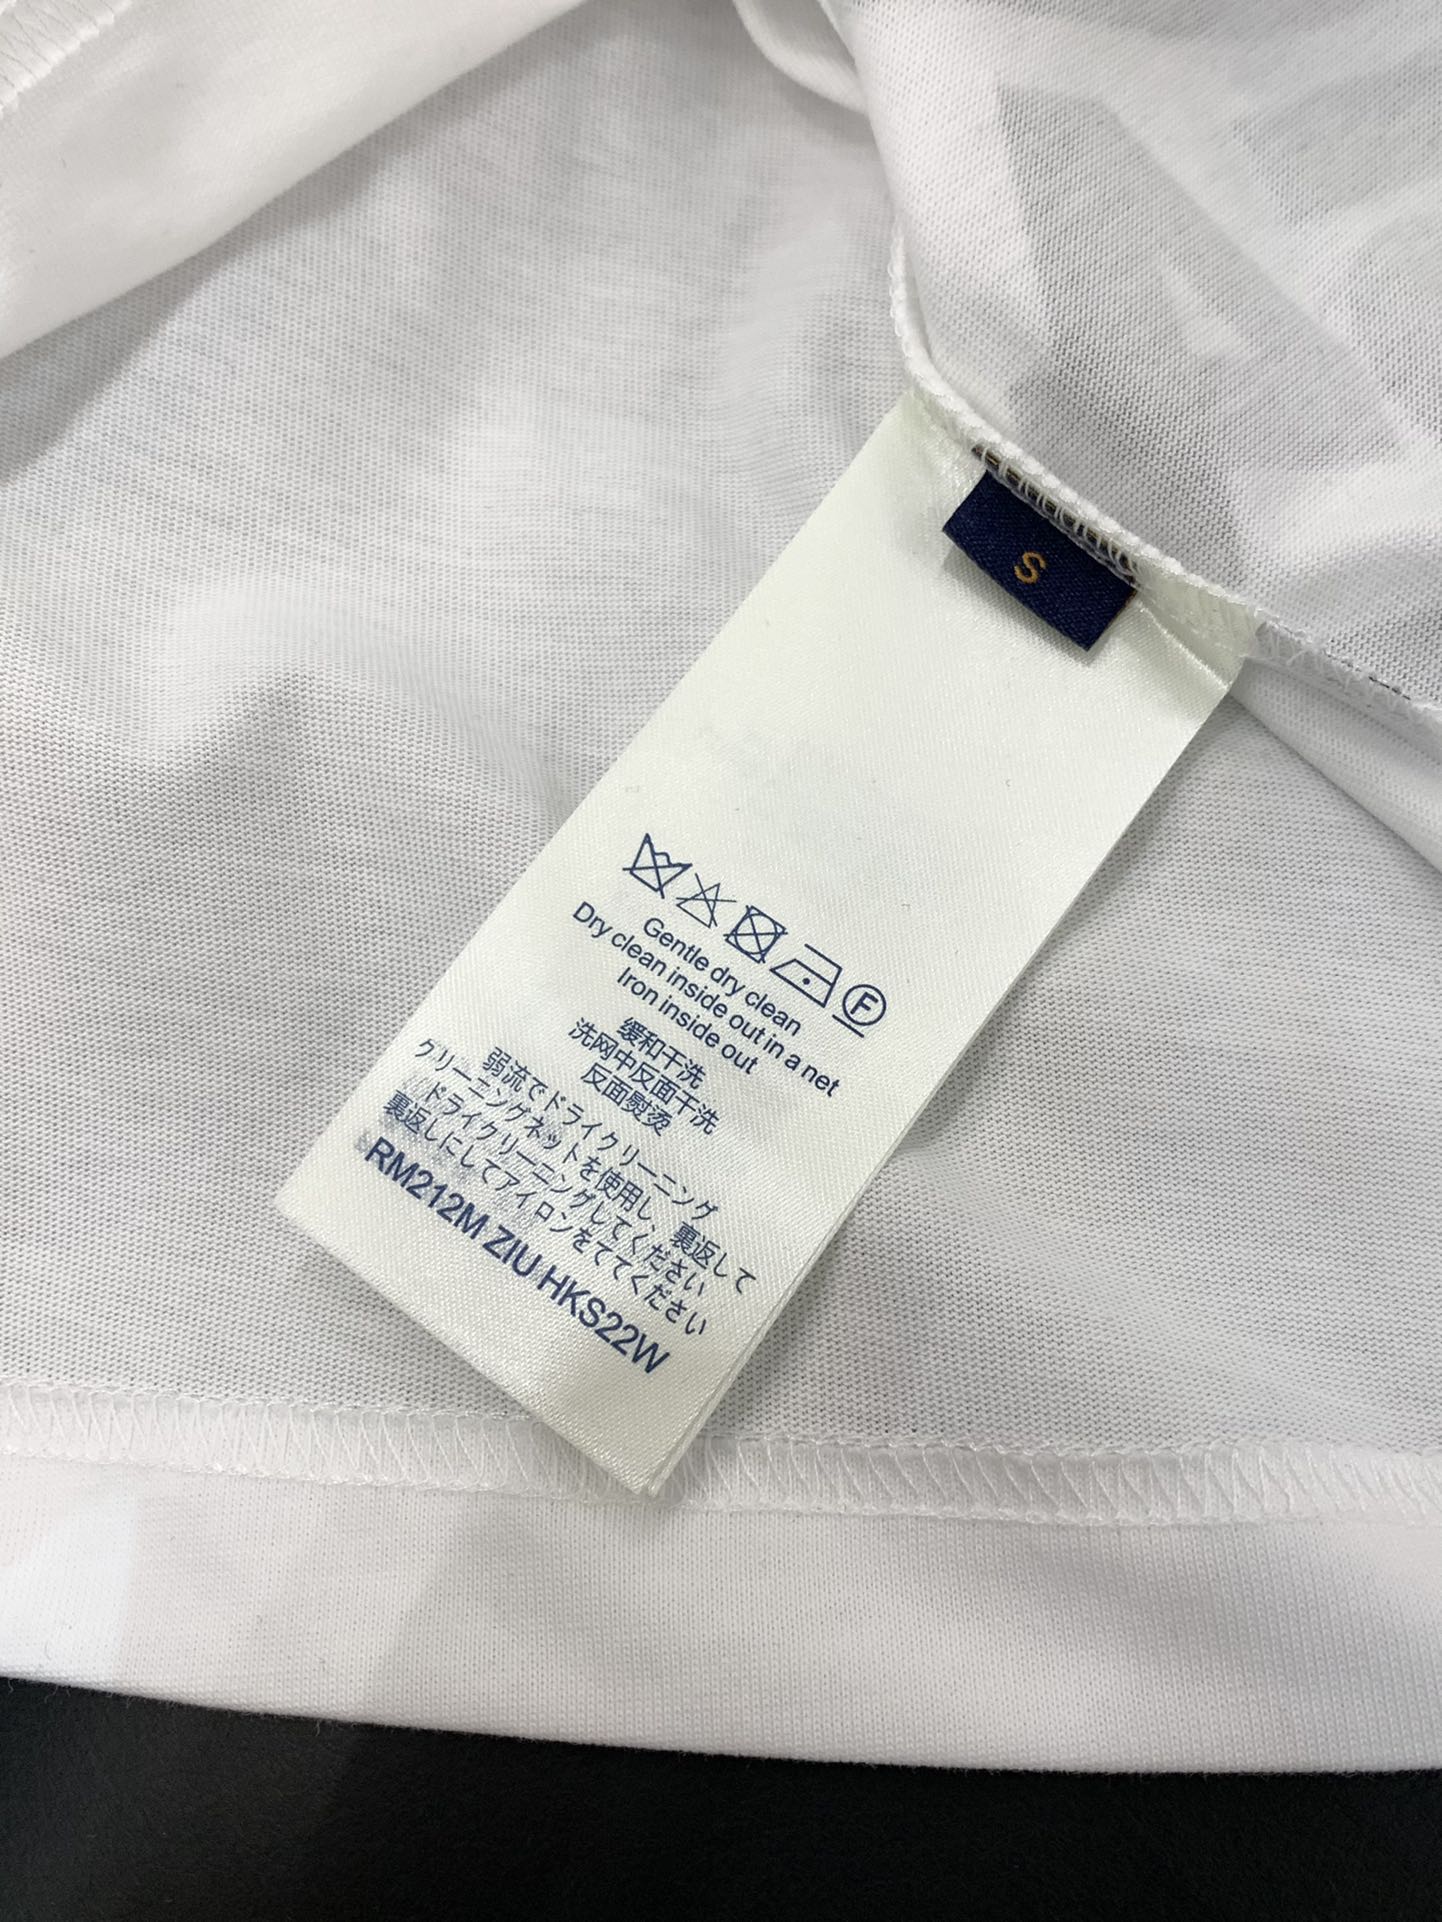 S
F
Gentle dry clean
Dry clean inside out in a net
Iron inside out
缓和干洗
洗网中反面干洗
反面熨烫
弱流でドライクリーニング
クリーニングネットを使用し、裏返して
ドライクリーニングしてください
裏返しにしてアイロンをててください
RM212M ZIU HKS22W